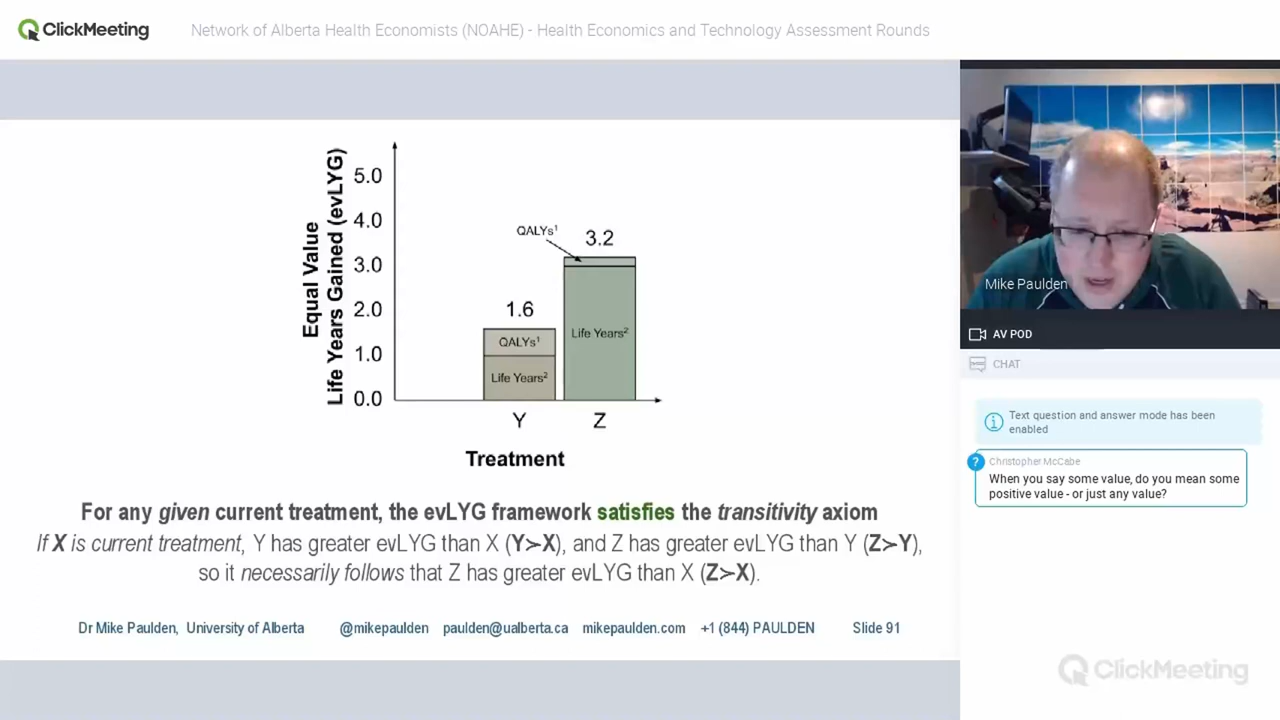 ClickMeeting
Network of Alberta Health Economists (NOAHE) - Health Economics and Technology Assessment Rounds
Equal Value
Life Years Gained (evLYG)
5.0
4.0
3.0
2.0
1.0
0.0
QALYs¹
3.2
1.6
Life Years²
QALYs¹
Life Years²
Y
Z
Treatment
For any given current treatment, the evLYG framework satisfies the transitivity axiom
If X is current treatment, Y has greater evLYG than X (Y≻X), and Z has greater evLYG than Y (Z≻Y),
so it necessarily follows that Z has greater evLYG than X (Z≻X).
Dr Mike Paulden, University of Alberta @mikepaulden paulden@ualberta.ca mikepaulden.com +1 (844) PAULDEN Slide 91
Mike Paulden
AV POD
CHAT
Text question and answer mode has been
enabled
?
Christopher McCabe
When you say some value, do you mean some
positive value - or just any value?
ClickMeeting